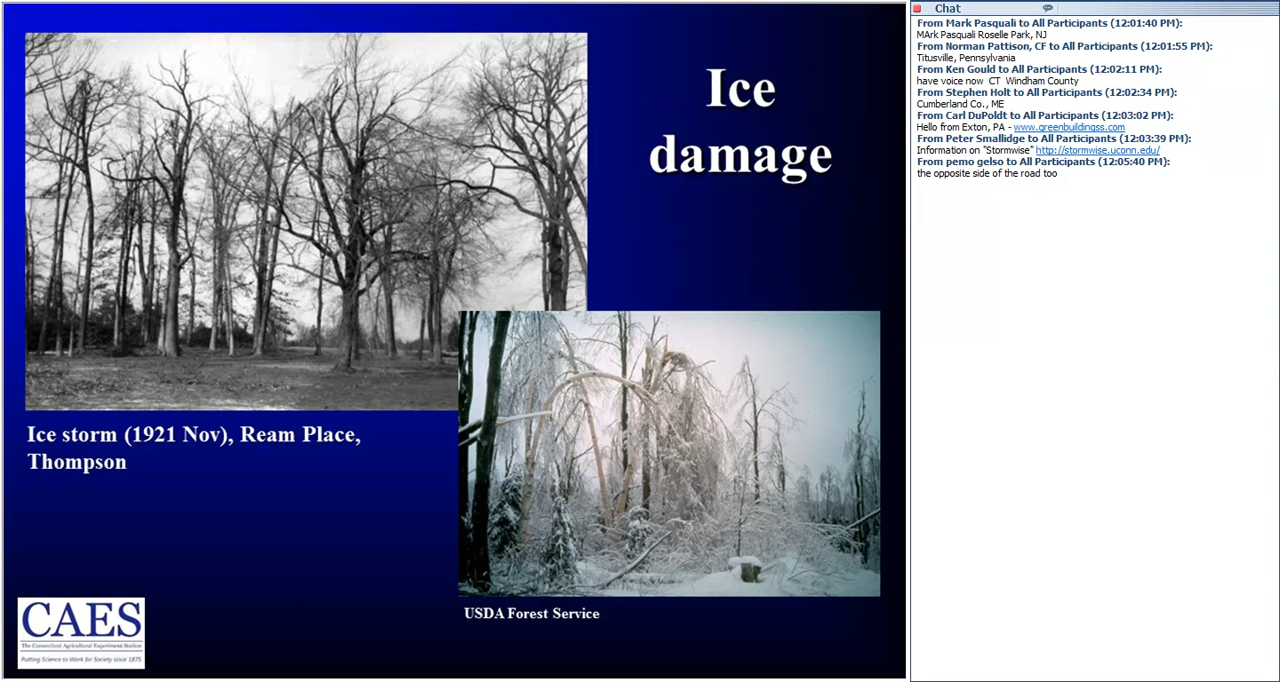 Ice
damage
Ice storm (1921 Nov), Ream Place,
Thompson
USDA Forest Service
CAES
The Connecticut Agricultural Experiment Station
Putting Science to Work for Society since 1875
Chat
From Mark Pasquali to All Participants (12:01:40 PM):
MArk Pasquali Roselle Park, NJ
From Norman Pattison, CF to All Participants (12:01:55 PM):
Titusville, Pennsylvania
From Ken Gould to All Participants (12:02:11 PM):
have voice now  CT  Windham County
From Stephen Holt to All Participants (12:02:34 PM):
Cumberland Co., ME
From Carl DuPoldt to All Participants (12:03:02 PM):
Hello from Exton, PA - www.greenbuildingss.com
From Peter Smallidge to All Participants (12:03:39 PM):
Information on "Stormwise" http://stormwise.uconn.edu/
From pemo gelso to All Participants (12:05:40 PM):
the opposite side of the road too